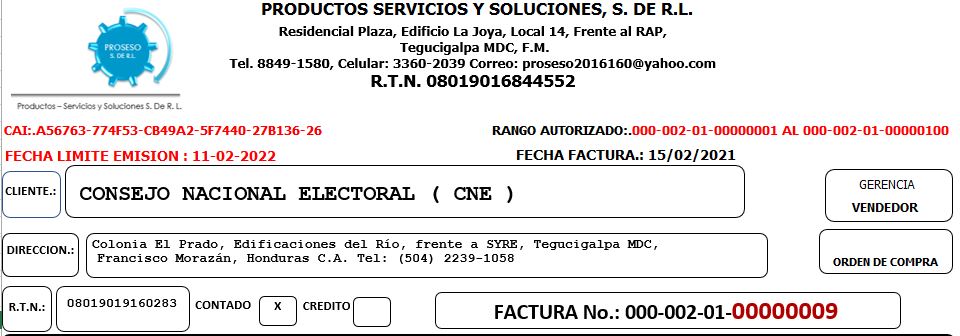 PRODUCTOS SERVICIOS Y SOLUCIONES, S. DE R.L.
Residencial Plaza, Edificio La Joya, Local 14, Frente al RAP,
Tegucigalpa MDC, F.M.
Tel. 8849-1580, Celular: 3360-2039 Correo: proseso2016160@yahoo.com
R.T.N. 08019016844552
PROSESO
S. DE R.L.
Productos – Servicios y Soluciones S. De R. L.
CAI:.A56763-774F53-CB49A2-5F7440-27B136-26
RANGO AUTORIZADO:.000-002-01-00000001 AL 000-002-01-00000100
FECHA LIMITE EMISION : 11-02-2022
FECHA FACTURA.: 15/02/2021
CLIENTE.:
CONSEJO NACIONAL ELECTORAL ( CNE )
GERENCIA
VENDEDOR
DIRECCION.:
Colonia El Prado, Edificaciones del Río, frente a SYRE, Tegucigalpa MDC,
Francisco Morazán, Honduras C.A. Tel: (504) 2239-1058
ORDEN DE COMPRA
R.T.N.:
08019019160283
CONTADO
X
CREDITO
FACTURA No.: 000-002-01-00000009